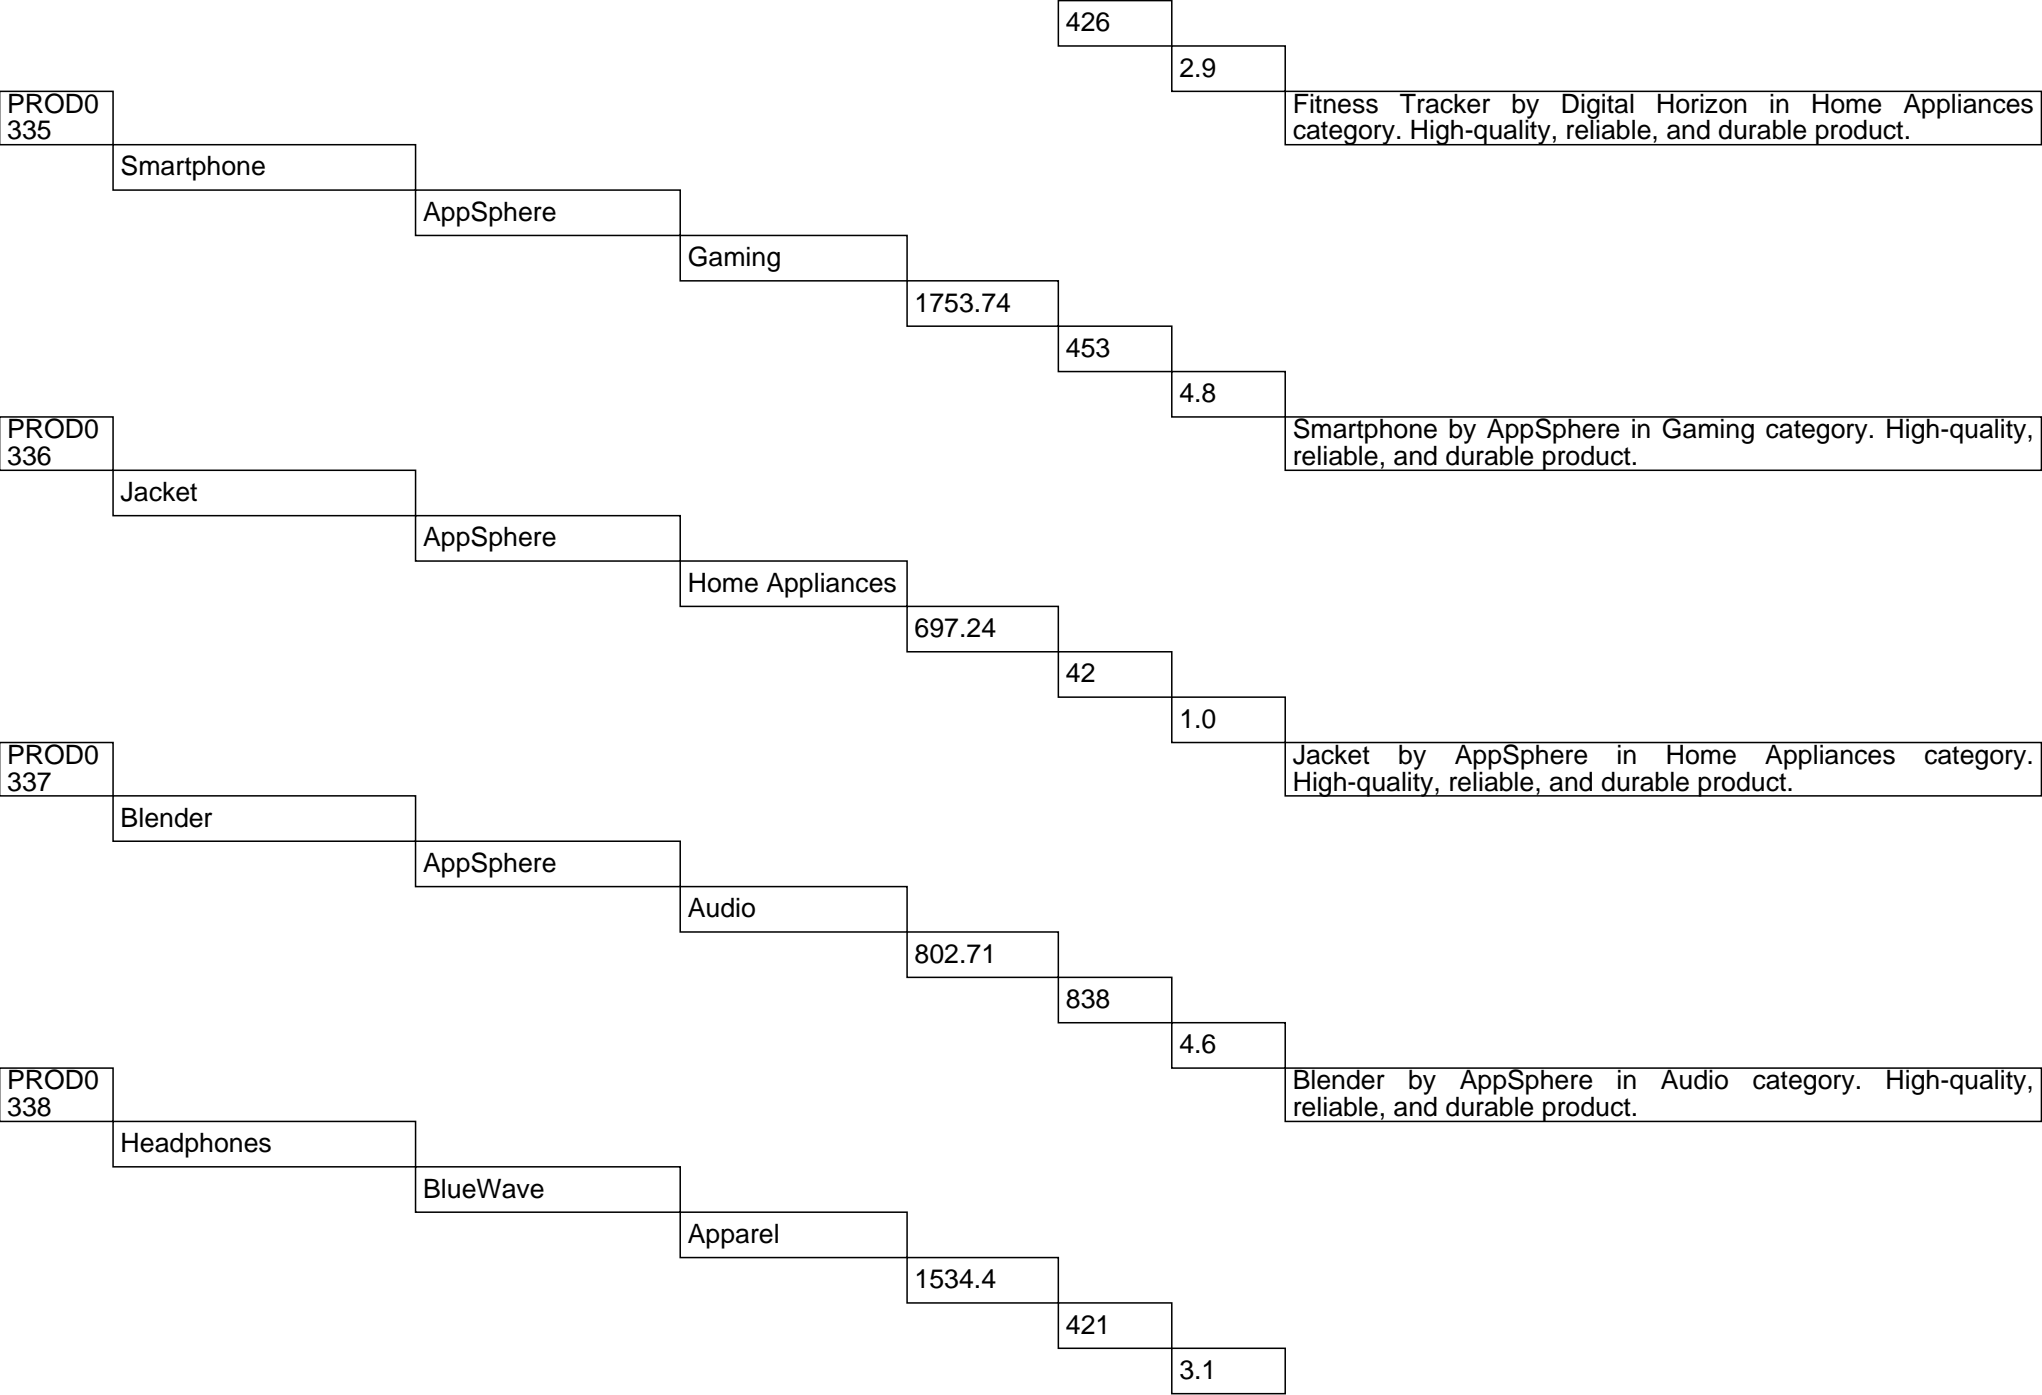 426
2.9
PROD0
335
Fitness Tracker by Digital Horizon in Home Appliances
category. High-quality, reliable, and durable product.
Smartphone
AppSphere
Gaming
1753.74
453
4.8
PROD0
336
Smartphone by AppSphere in Gaming category. High-quality,
reliable, and durable product.
Jacket
AppSphere
Home Appliances
697.24
42
1.0
PROD0
337
Jacket by AppSphere in Home Appliances category.
High-quality, reliable, and durable product.
Blender
AppSphere
Audio
802.71
838
4.6
PROD0
338
Blender by AppSphere in Audio category. High-quality,
reliable, and durable product.
Headphones
BlueWave
Apparel
1534.4
421
3.1